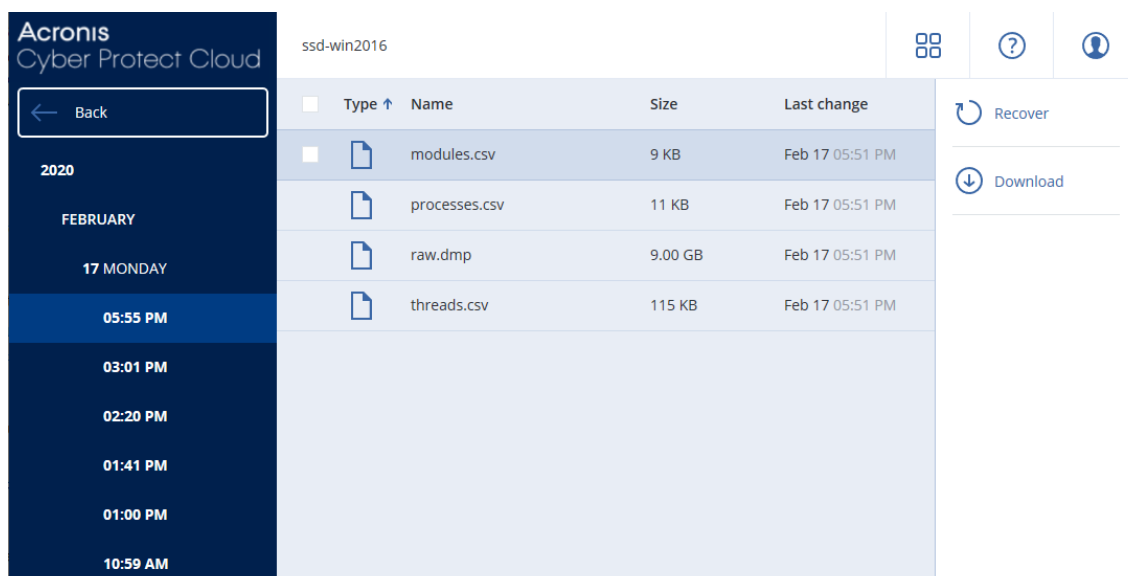 Acronis
Cyber Protect Cloud
ssd-win2016
Back
2020
FEBRUARY
17 MONDAY
05:55 PM
03:01 PM
02:20 PM
01:41 PM
01:00 PM
10:59 AM
Type Name Size Last change
modules.csv 9 KB Feb 17 05:51 PM
processes.csv 11 KB Feb 17 05:51 PM
raw.dmp 9.00 GB Feb 17 05:51 PM
threads.csv 115 KB Feb 17 05:51 PM
Recover
Download